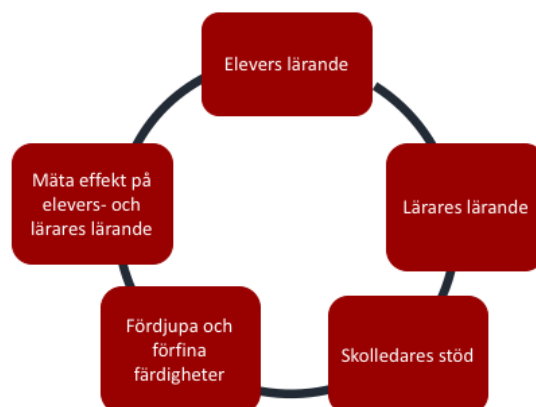 Elevers lärande
Lärares lärande
Skolledares stöd
Fördjupa och
förfina
färdigheter
Mäta effekt på
elevers- och
lärares lärande